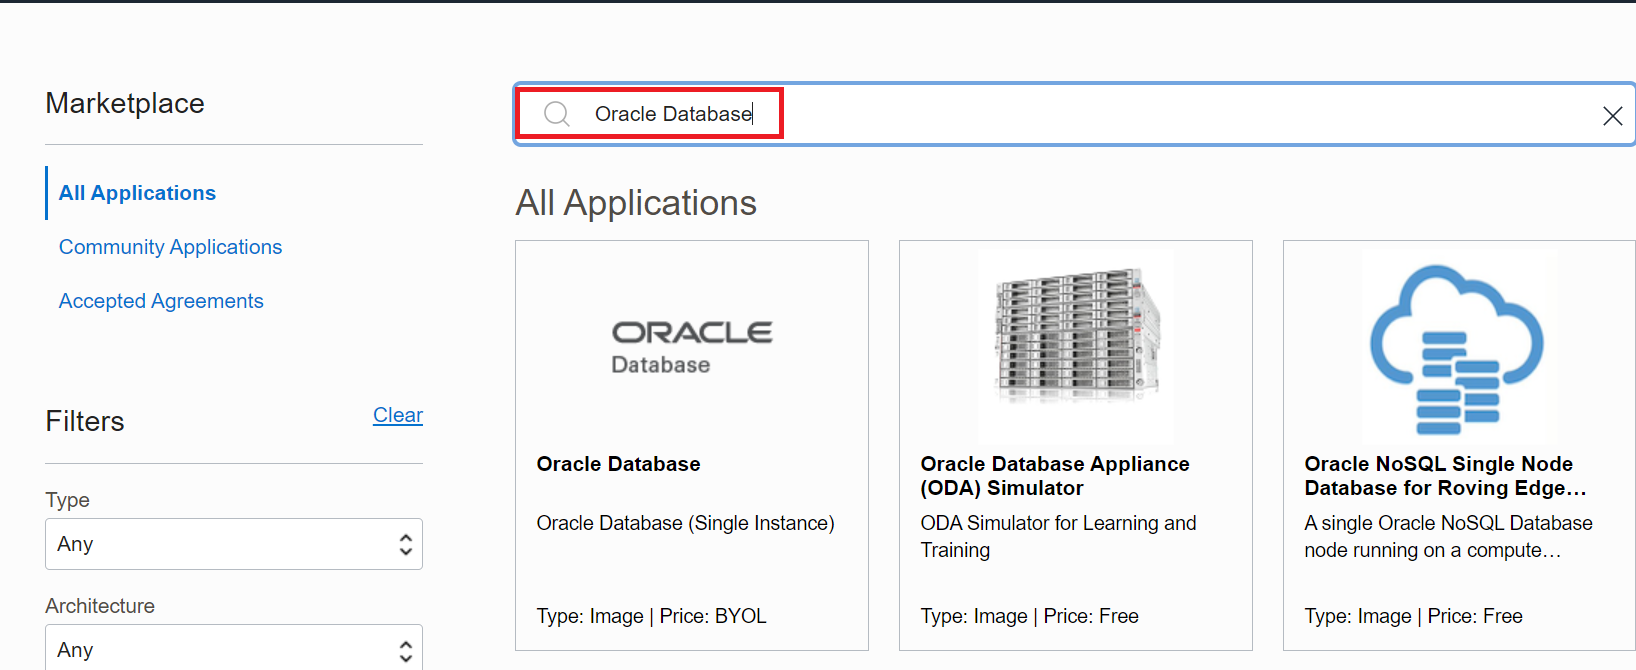 Marketplace
All Applications
Community Applications
Accepted Agreements
Filters
Clear
Type
Any
Architecture
Any
Oracle Database
All Applications
ORACLE
Database
Oracle Database
Oracle Database (Single Instance)
Type: Image | Price: BYOL
Oracle Database Appliance
(ODA) Simulator
ODA Simulator for Learning and
Training
Type: Image | Price: Free
Oracle NoSQL Single Node
Database for Roving Edge...
A single Oracle NoSQL Database
node running on a compute...
Type: Image | Price: Free